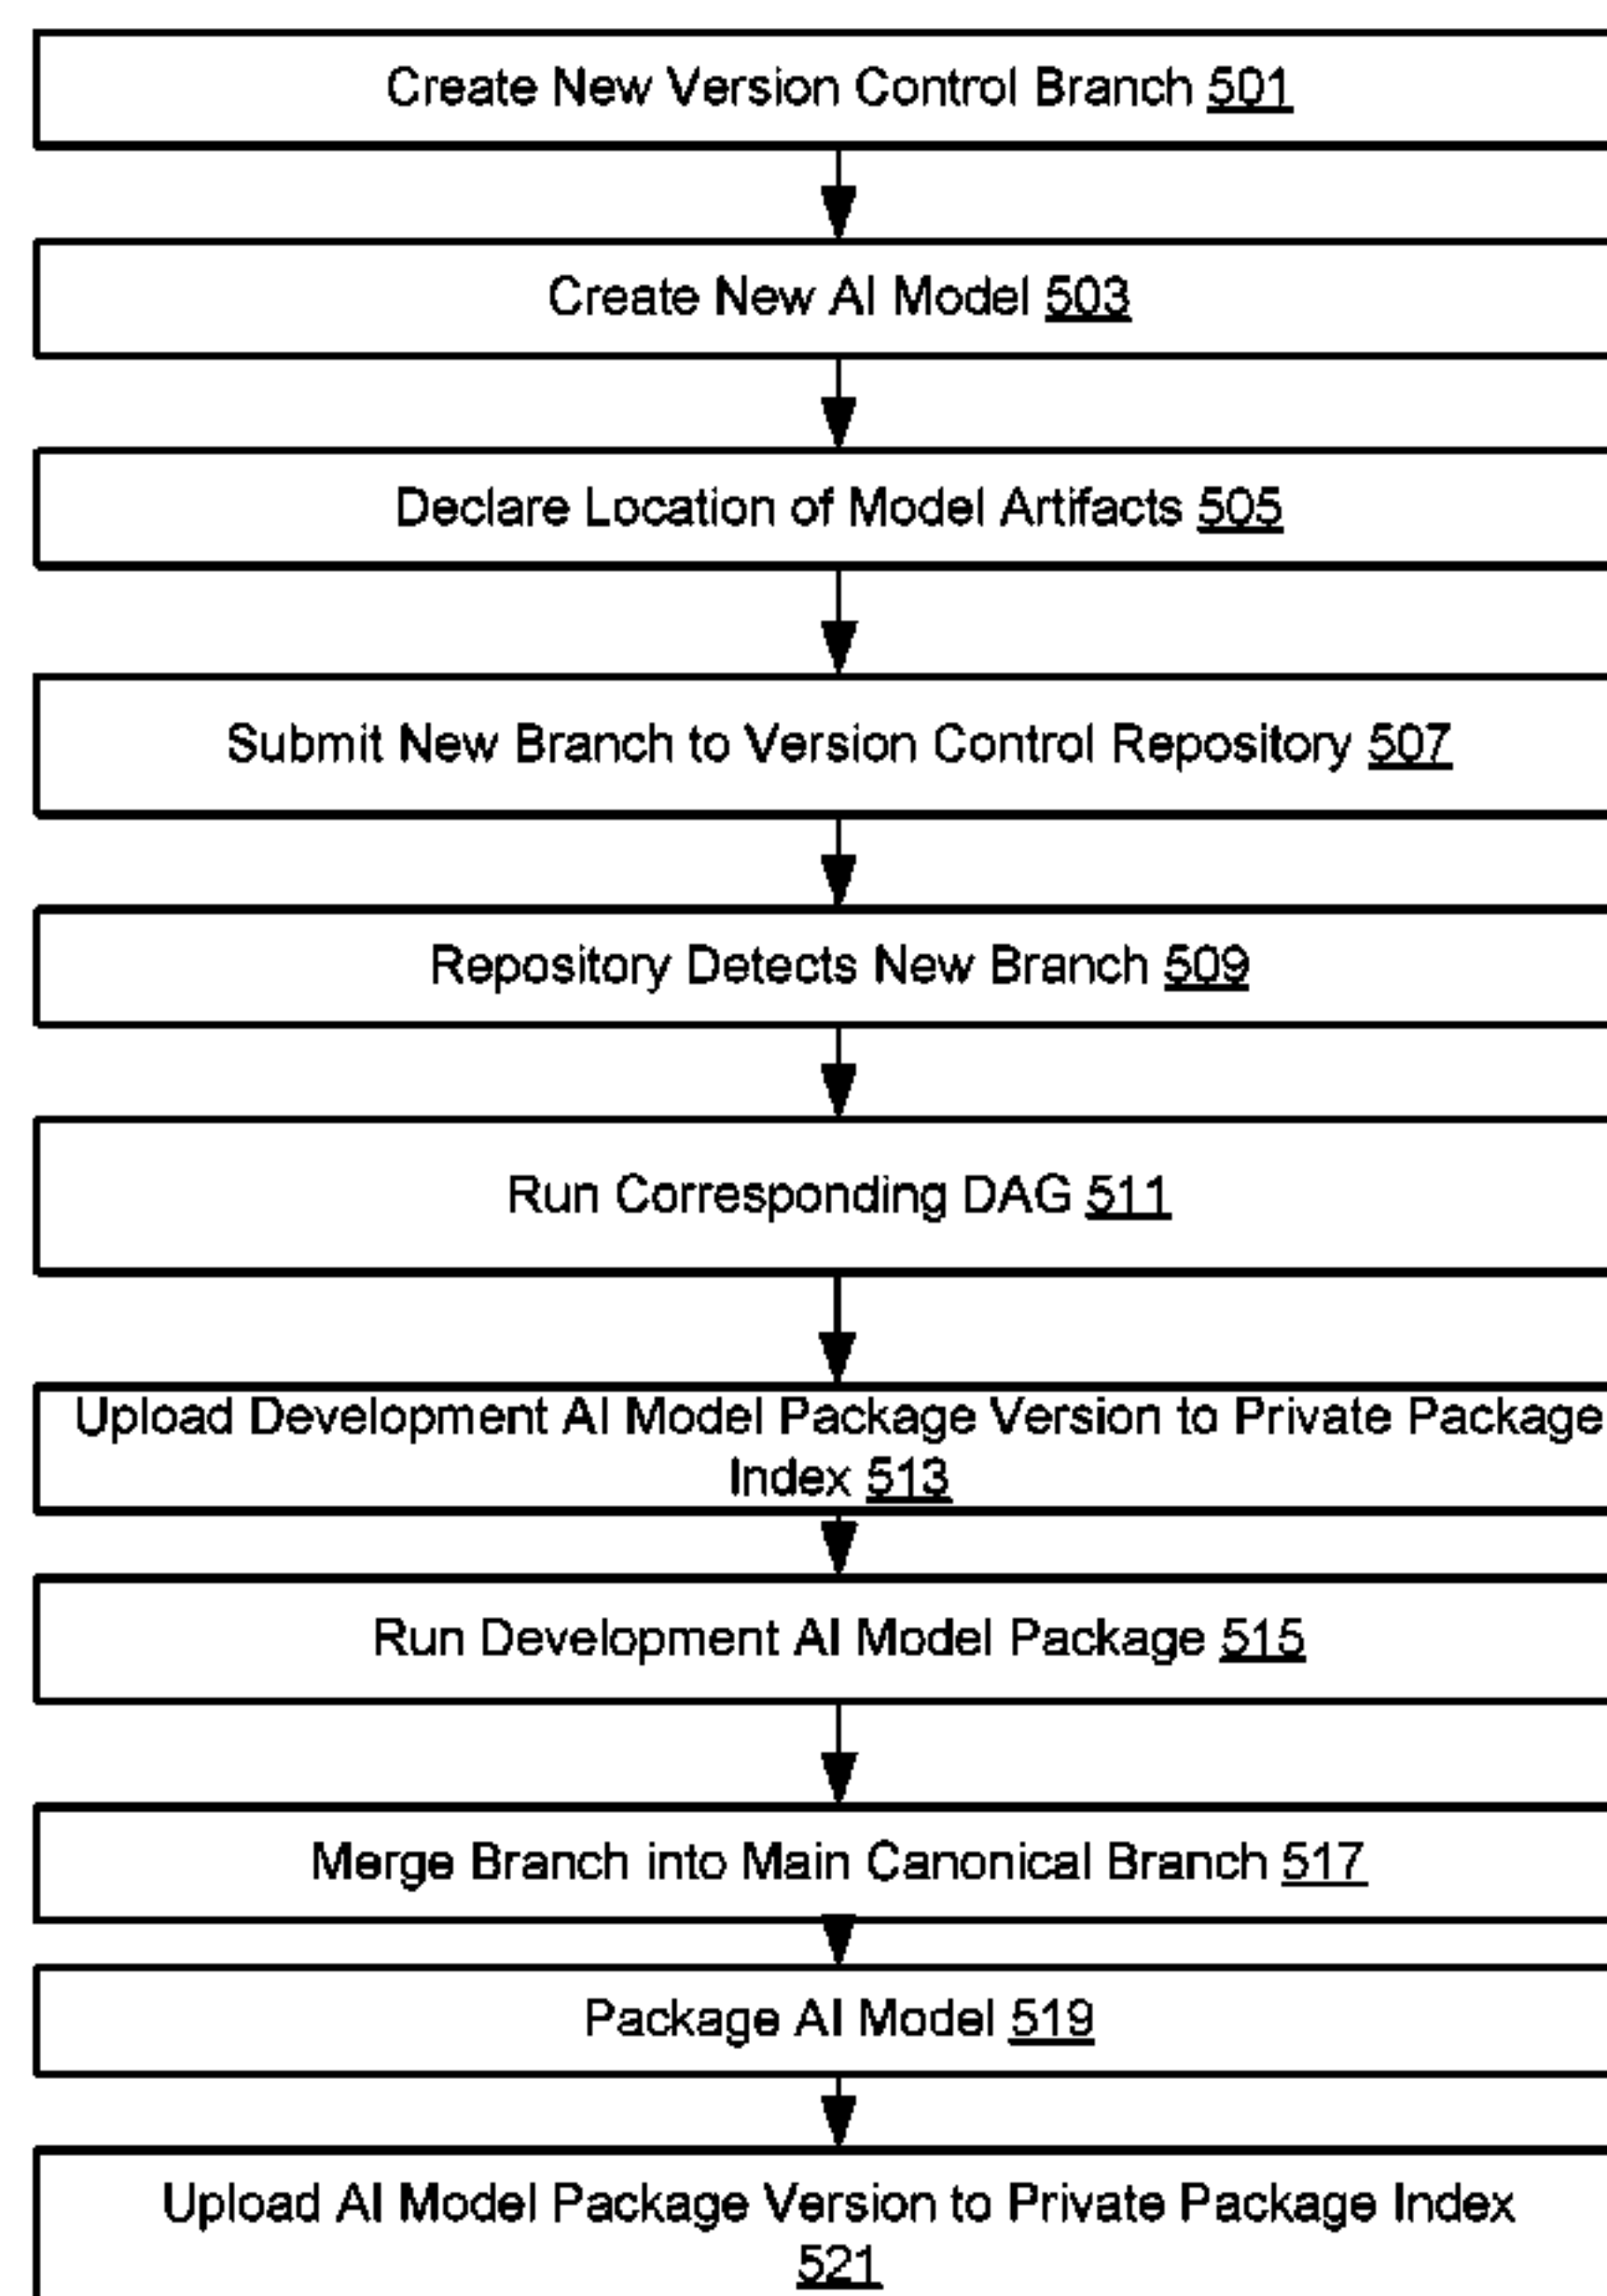 Create New Version Control Branch 501
Create New AI Model 503
Declare Location of Model Artifacts 505
Submit New Branch to Version Control Repository 507
Repository Detects New Branch 509
Run Corresponding DAG 511
Upload Development AI Model Package Version to Private Package
Index 513
Run Development AI Model Package 515
Merge Branch into Main Canonical Branch 517
Package AI Model 519
Upload AI Model Package Version to Private Package Index
521